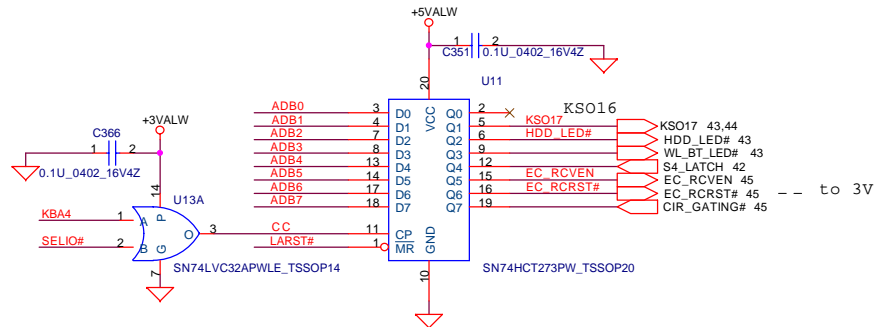 +5VALW
C351
1
2
0.1U_0402_16V4Z
20
U11
VCC
ADB0 3 D0 Q0 2 KSO16
ADB1 4 D1 Q1 5 KSO17 KSO17 43,44
ADB2 7 D2 Q2 6 HDD_LED# HDD_LED# 43
ADB3 8 D3 Q3 9 WL_BT_LED# 43
ADB4 13 D4 Q4 12 S4_LATCH 42
ADB5 14 D5 Q5 15 EC_RCVEN EC_RCVEN 45
ADB6 17 D6 Q6 16 EC_RCRST# EC_RCRST# 45 -- to 3V
ADB7 18 D7 Q7 19 CIR_GATING# 45
+3VALW
C366
1
2
0.1U_0402_16V4Z
14
U13A
KBA4 1 A P
O 3 CC 11 CP
SELIO# 2 B G
LARST# 1 MR GND
7
10
SN74LVC32APWLE_TSSOP14
SN74HCT273PW_TSSOP20